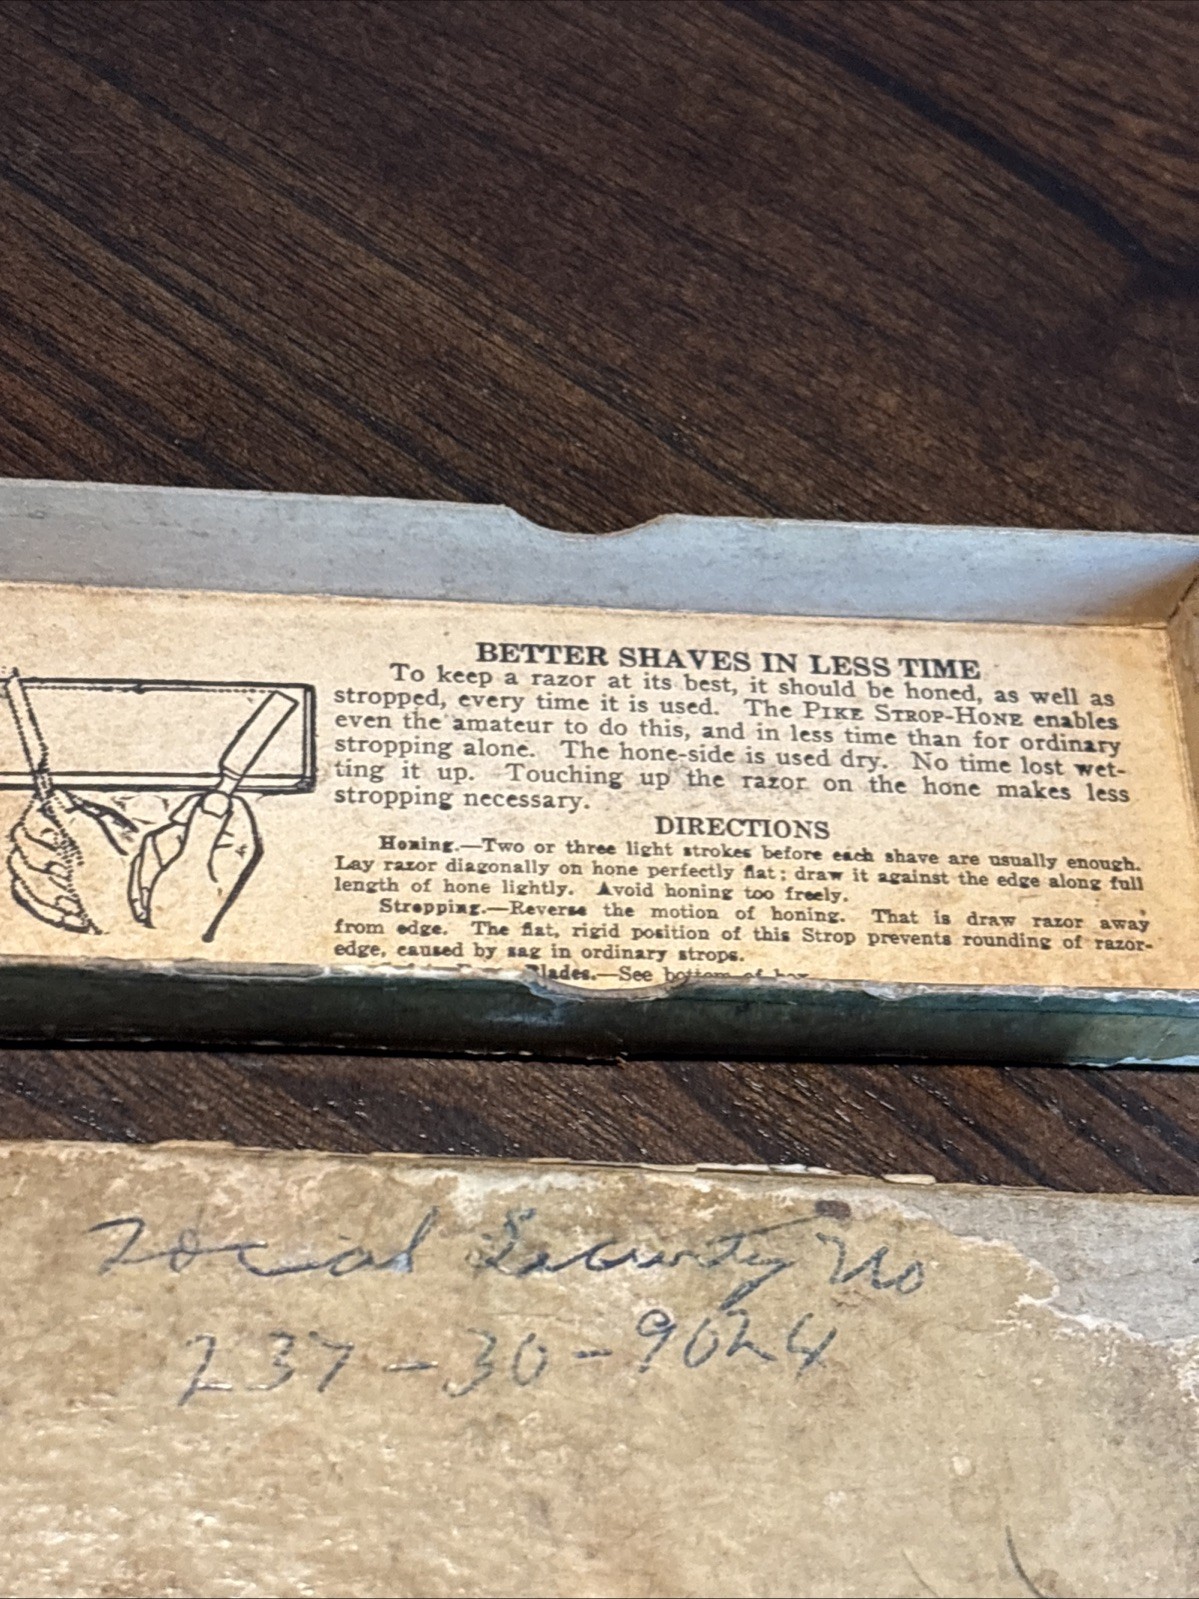 BETTER SHAVES IN LESS TIME
To keep a razor at its best, it should be honed, as well as
stropped, every time it is used. The PIKE STROP-HONE enables
even the amateur to do this, and in less time than for ordinary
stropping alone. The hone-side is used dry. No time lost wet-
ting it up. Touching up the razor on the hone makes less
stropping necessary.
DIRECTIONS
Honing.—Two or three light strokes before each shave are usually enough.
Lay razor diagonally on hone perfectly flat; draw it against the edge along full
length of hone lightly. Avoid honing too freely.
Stropping.—Reverse the motion of honing. That is draw razor away
from edge. The flat, rigid position of this Strop prevents rounding of razor-
edge, caused by sag in ordinary strops.
Blades.—See bottom of box
Social Security No
237-30-9024